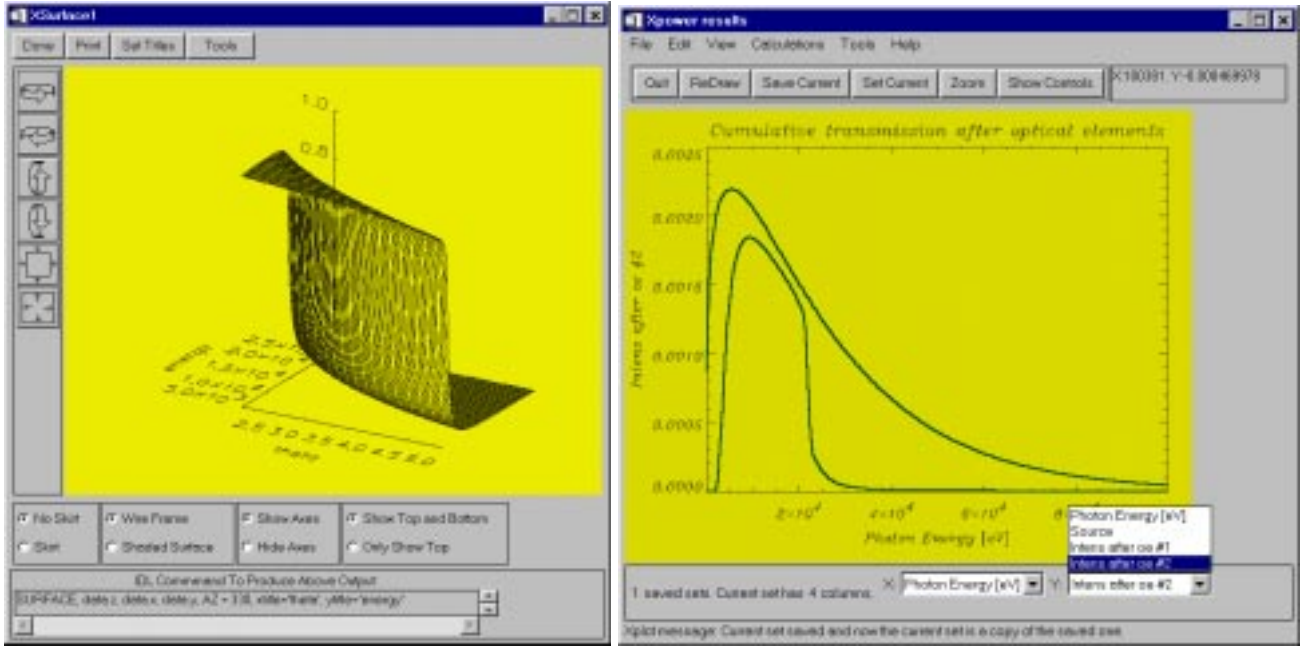 XSurface1
Done Print Set Titles Tools
1.0
0.8
2.5 3.0 3.5 4.0 4.5 5.0
theta
No Skirt Wire Frame Show Axes Show Top and Bottom
Skirt Shaded Surface Hide Axes Only Show Top
IDL Command To Produce Above Output
SURFACE, data.z, data.x, data.y, AZ = 330, xtitle='theta', ytitle='energy'
Xpower results
File Edit View Calculations Tools Help
Quit ReDraw Save Current Set Current Zoom Show Controls X:100381. Y:-0.000469978
Cumulative transmission after optical elements
0.0025
0.0020
0.0015
0.0010
0.0005
0.0000
Intens after oe #2
2×10⁴ 4×10⁴ 6×10⁴ 8
Photon Energy [eV]
Photon Energy [eV]
Source
Intens after oe #1
Intens after oe #2
1 saved sets. Current set has 4 columns. X: Photon Energy [eV] Y: Intens after oe #2
Xplot message: Current set saved and now the current set is a copy of the saved one.